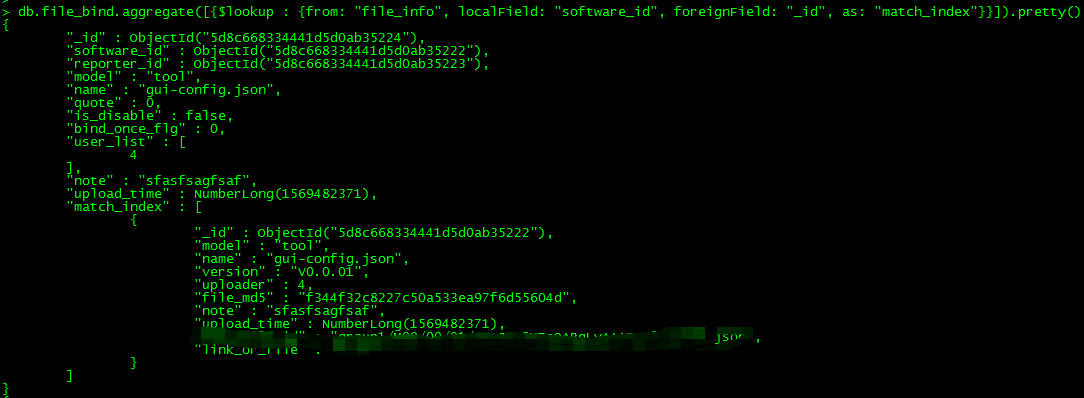 > db.file_bind.aggregate([{$lookup : {from: "file_info", localField: "software_id", foreignField: "_id", as: "match_index"}}]).pretty()
{
"_id" : ObjectId("5d8c668334441d5d0ab35224"),
"software_id" : ObjectId("5d8c668334441d5d0ab35222"),
"reporter_id" : ObjectId("5d8c668334441d5d0ab35223"),
"model" : "tool",
"name" : "gui-config.json",
"quote" : 0,
"is_disable" : false,
"bind_once_flg" : 0,
"user_list" : [
4
],
"note" : "sfasfsagfsaf",
"upload_time" : NumberLong(1569482371),
"match_index" : [
{
"_id" : ObjectId("5d8c668334441d5d0ab35222"),
"model" : "tool",
"name" : "gui-config.json",
"version" : "v0.0.01",
"uploader" : 4,
"file_md5" : "f344f32c8227c50a533ea97f6d55604d",
"note" : "sfasfsagfsaf",
"upload_time" : NumberLong(1569482371),
json",
"link_of_file" :
}
]
}